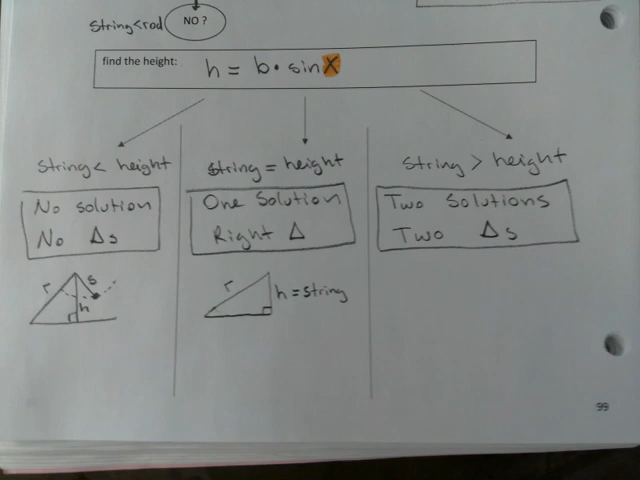 String<rod
NO ?
find the height: h = b • sin X
String < height
string = height
String > height
No solution
No Δs
One Solution
Right Δ
Two Solutions
Two Δs
r
s
h
r
h = string
99